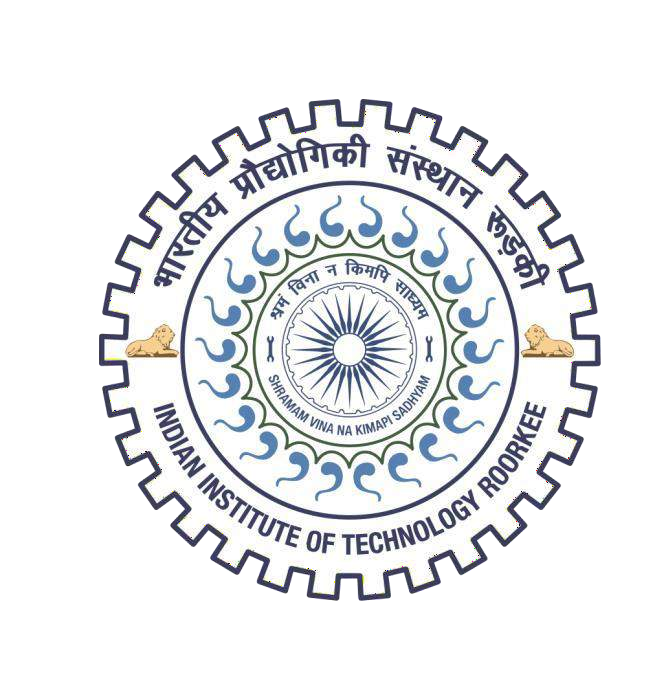 भारतीय प्रौद्योगिकी संस्थान रूड़की
श्रमं विना न किमपि साध्यम्
SHRAMAM VINA NA KIMAPI SADHYAM
INDIAN INSTITUTE OF TECHNOLOGY ROORKEE